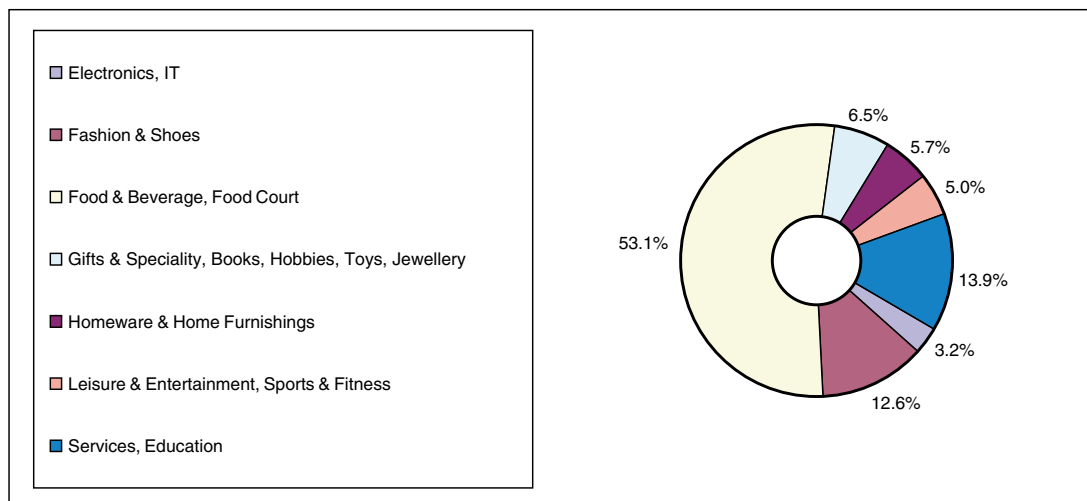 Electronics, IT
Fashion & Shoes
Food & Beverage, Food Court
Gifts & Speciality, Books, Hobbies, Toys, Jewellery
Homeware & Home Furnishings
Leisure & Entertainment, Sports & Fitness
Services, Education
6.5%
5.7%
5.0%
53.1%
13.9%
3.2%
12.6%